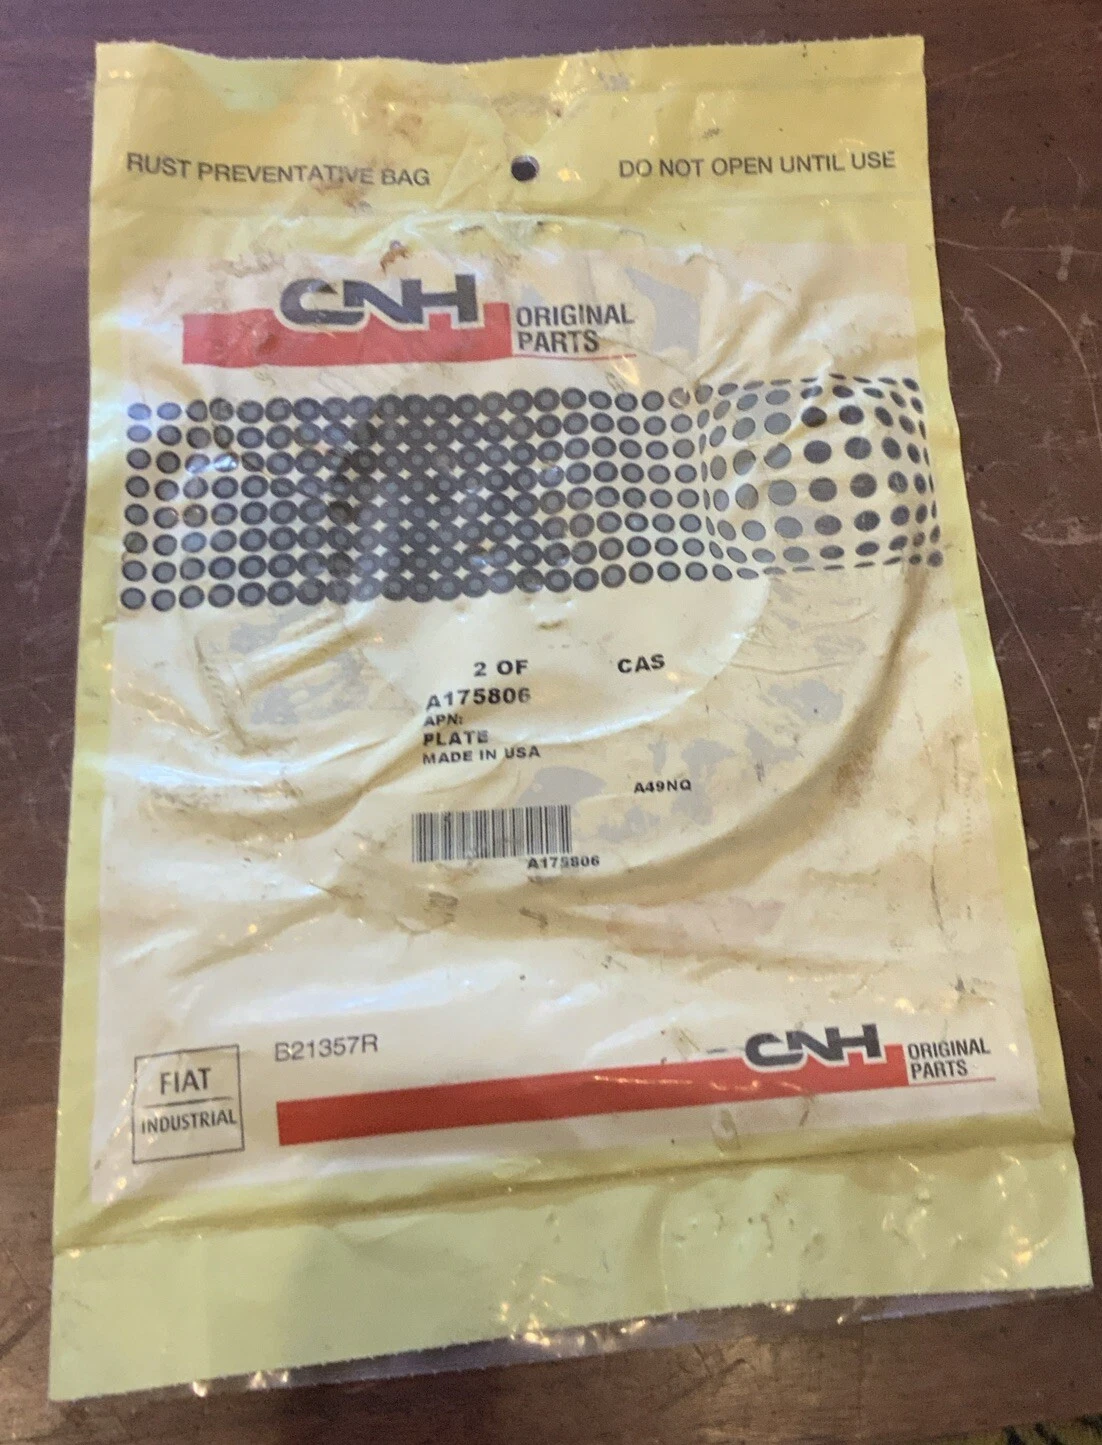 RUST PREVENTATIVE BAG
DO NOT OPEN UNTIL USE
CNH
ORIGINAL
PARTS
2 OF CAS
A175806
APN:
PLATE
MADE IN USA
A49NQ
A175806
B21357R
FIAT
INDUSTRIAL
CNH
ORIGINAL
PARTS